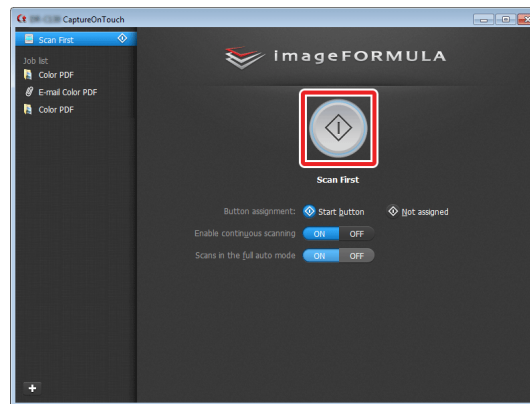 CaptureOnTouch
Scan First
Job list
Color PDF
E-mail Color PDF
Color PDF
imageFORMULA
Scan First
Button assignment: Start button Not assigned
Enable continuous scanning ON OFF
Scans in the full auto mode ON OFF